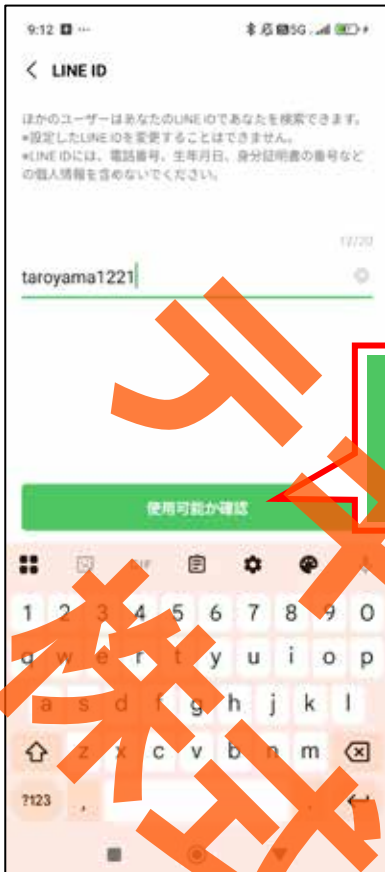 9:12
5G
LINE ID
ほかのユーザーはあなたのLINE IDであなたを検索できます。
*設定したLINE IDを変更することはできません。
*LINE IDには、電話番号、生年月日、身分証明書の番号など
の個人情報を含めないでください。
12/20
taroyama1221
使用可能か確認
GIF
1 2 3 4 5 6 7 8 9 0
q w e r t y u i o p
a s d f g h j k l
z x c v b n m
?123 , .
株式